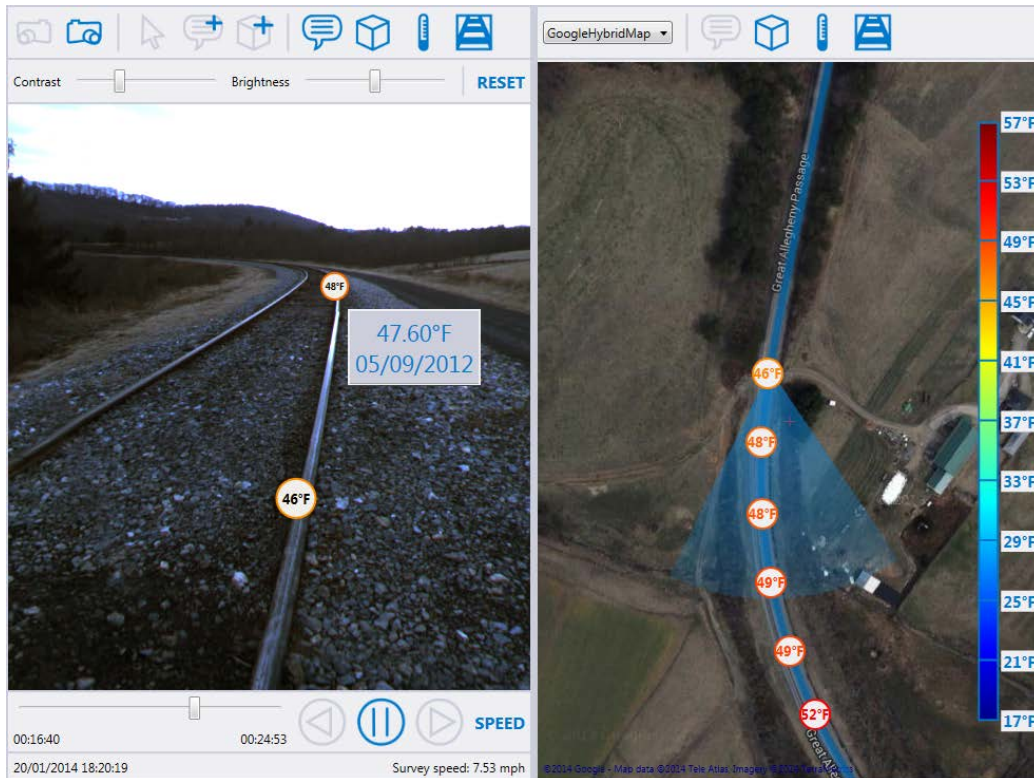 Contrast
Brightness
RESET
48°F
47.60°F
05/09/2012
46°F
00:16:40
00:24:53
SPEED
20/01/2014 18:20:19
Survey speed: 7.53 mph
GoogleHybridMap
Great Allegheny Passage
46°F
48°F
48°F
49°F
49°F
52°F
Great
57°F
53°F
49°F
45°F
41°F
37°F
33°F
29°F
25°F
21°F
17°F
©2014 Google - Map data ©2014 Tele Atlas, Imagery ©2014